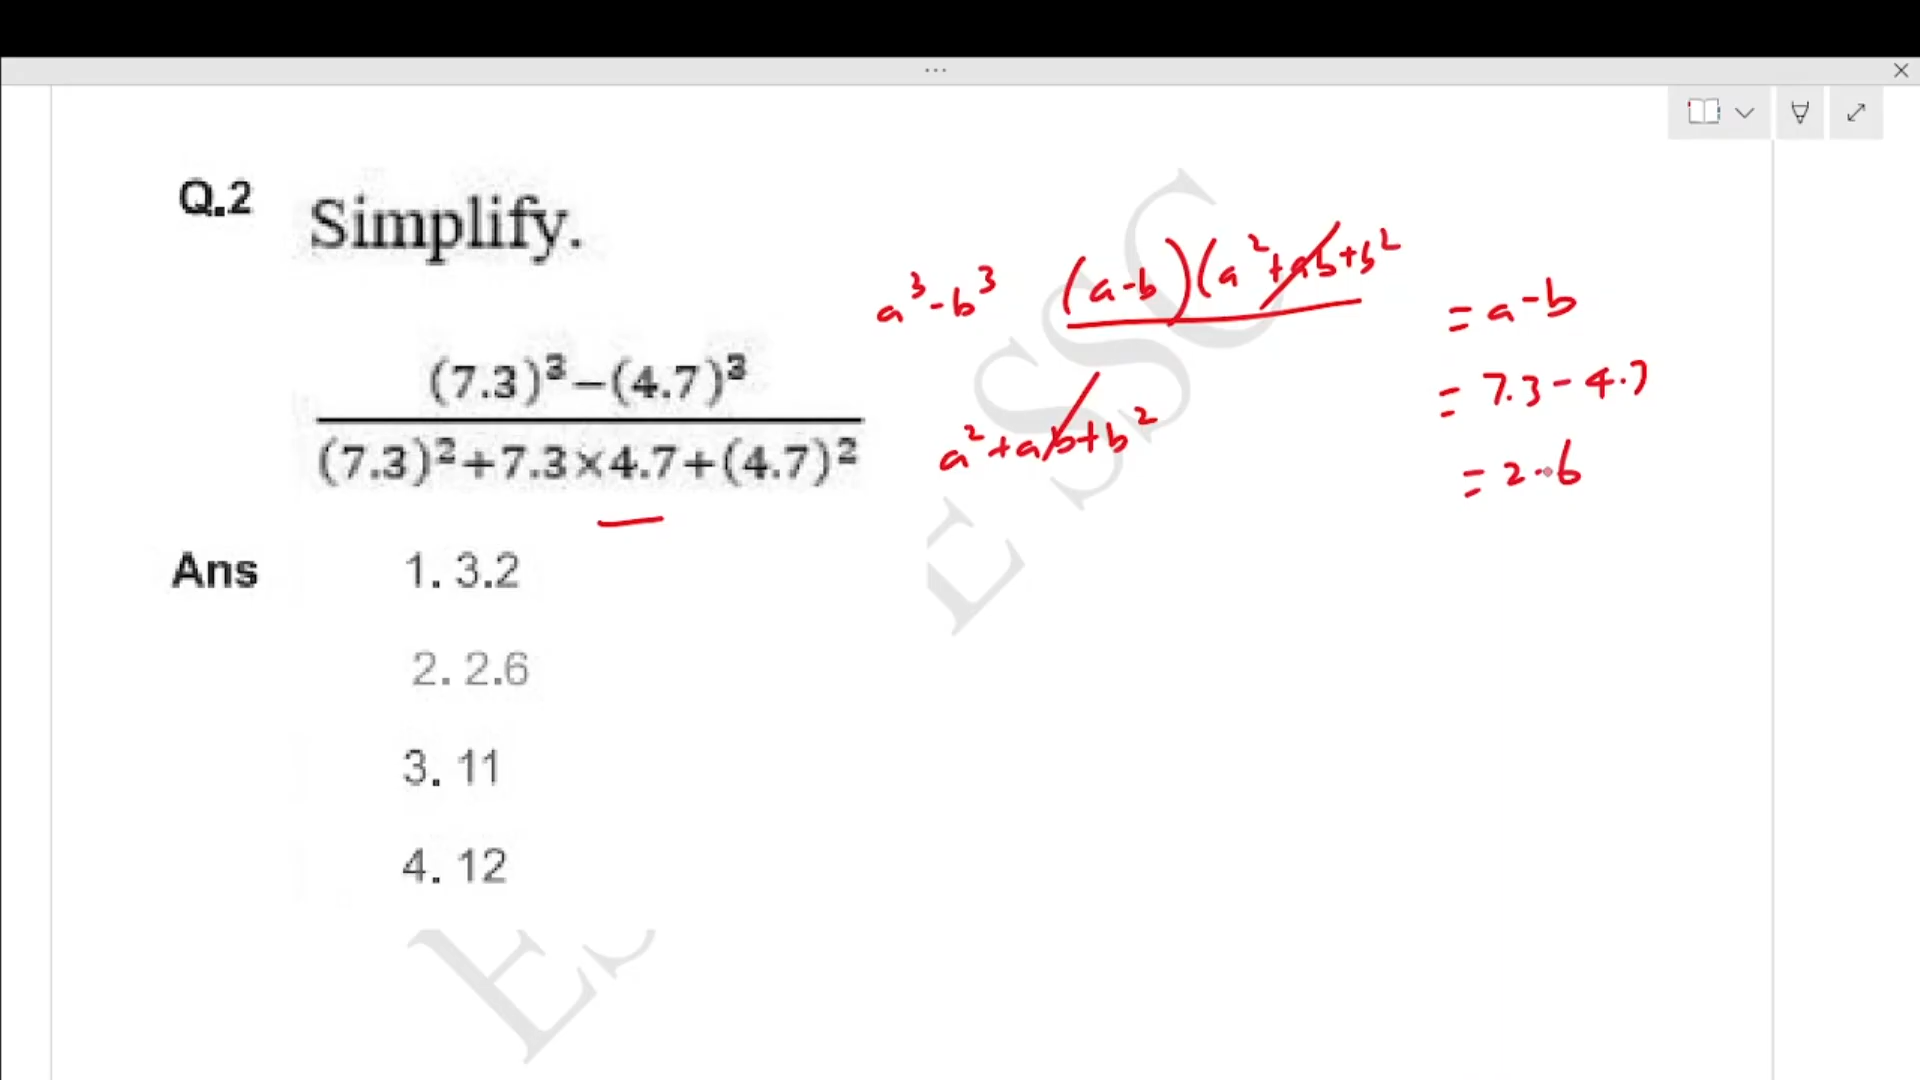 Q.2 Simplify.
a³-b³ (a-b)(a²+ab+b²
= a-b
(7.3)³−(4.7)³
(7.3)²+7.3×4.7+(4.7)²
a²+ab+b²
= 7.3-4.7
= 2.6
Ans 1. 3.2
2. 2.6
3. 11
4. 12
E SSC